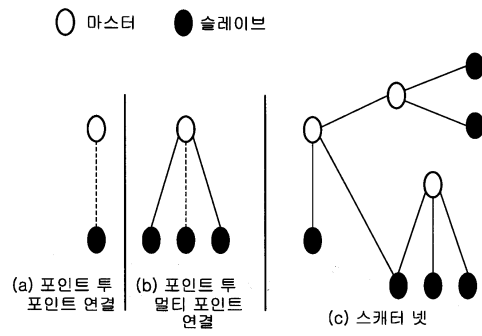 마스터 슬레이브
(a) 포인트 투
포인트 연결
(b) 포인트 투
멀티 포인트
연결
(c) 스캐터 넷